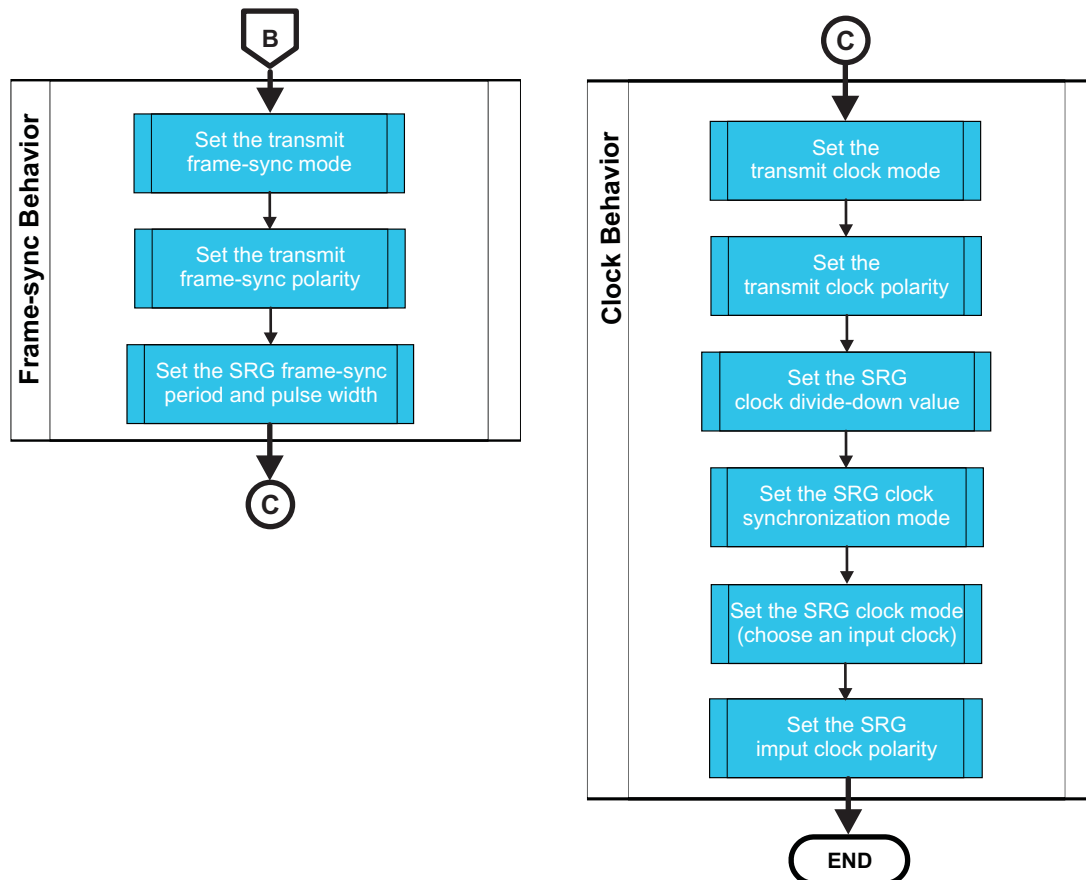 B
Frame-sync Behavior
Set the transmit
frame-sync mode
Set the transmit
frame-sync polarity
Set the SRG frame-sync
period and pulse width
C
C
Clock Behavior
Set the
transmit clock mode
Set the
transmit clock polarity
Set the SRG
clock divide-down value
Set the SRG clock
synchronization mode
Set the SRG clock mode
(choose an input clock)
Set the SRG
imput clock polarity
END